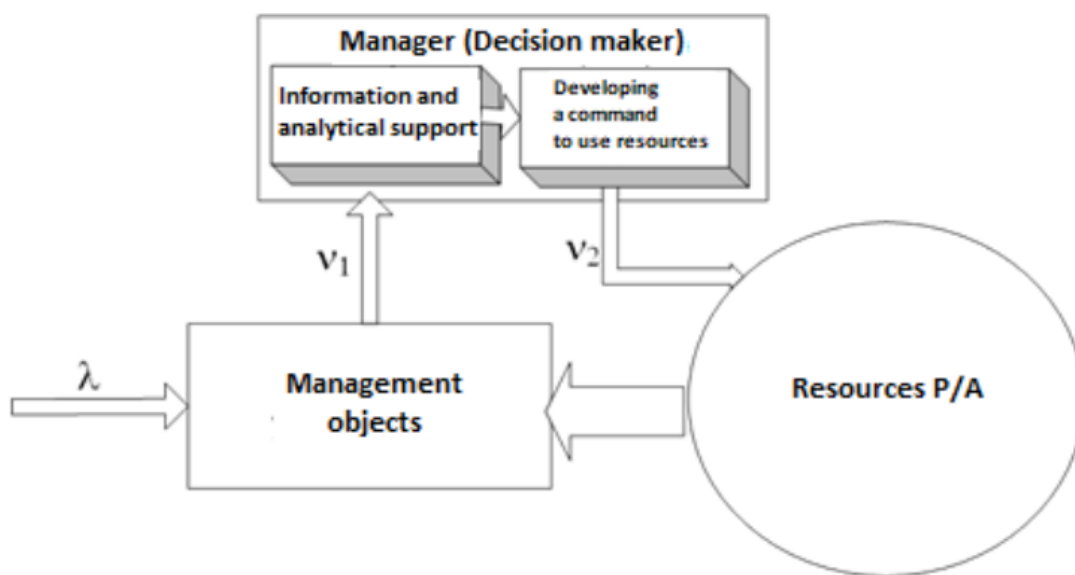 Manager (Decision maker)
Information and
analytical support
Developing
a command
to use resources
ν1
ν2
λ
Management
objects
Resources P/A